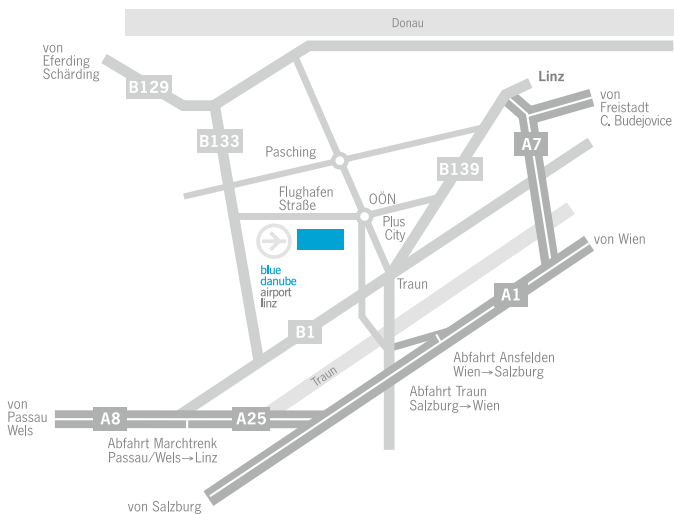 Donau
von
Eferding
Schärding
Linz
B129
von
Freistadt
C. Budejovice
B133
A7
Pasching
B139
Flughafen
Straße
OÖN
Plus
City
von Wien
blue
danube
airport
linz
Traun
A1
B1
Abfahrt Ansfelden
Wien→Salzburg
Traun
Abfahrt Traun
Salzburg→Wien
von
Passau
Wels
A8
A25
Abfahrt Marchtrenk
Passau/Wels→Linz
von Salzburg